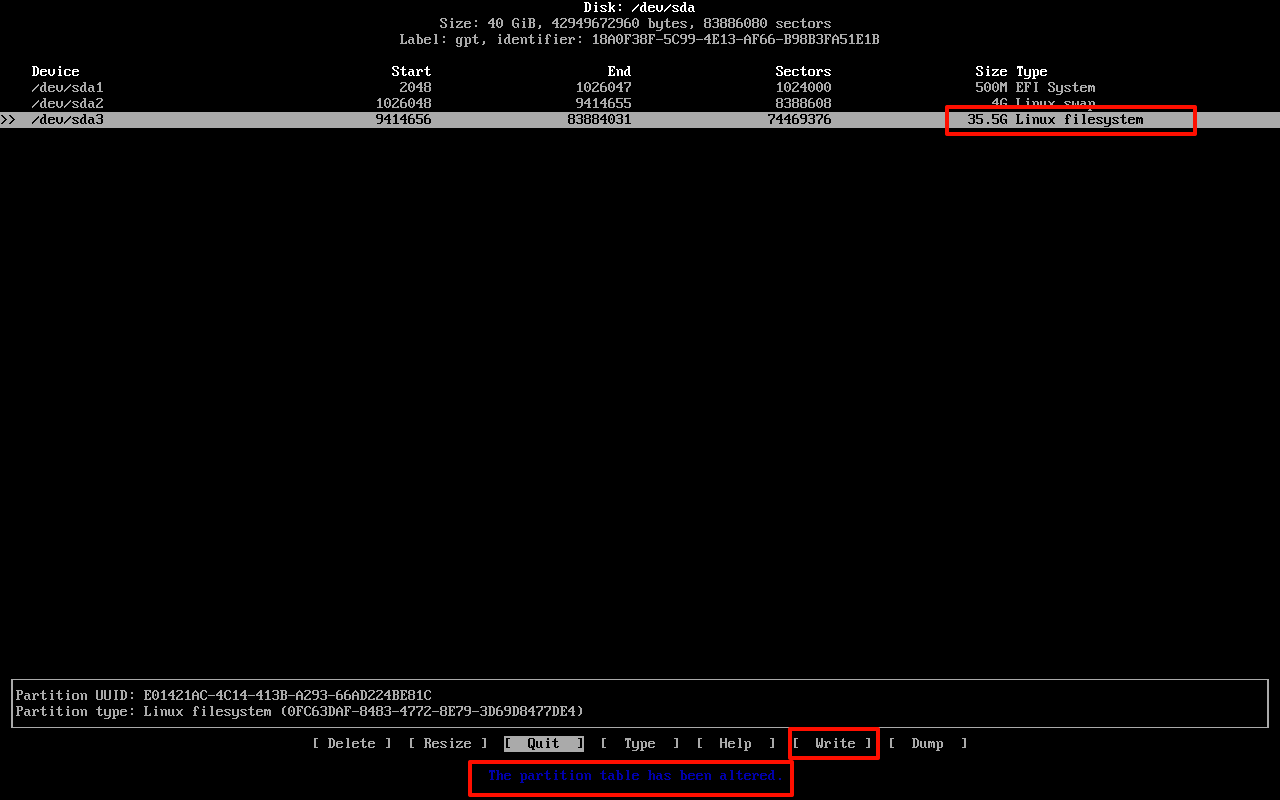 Disk: /dev/sda
Size: 40 GiB, 42949672960 bytes, 83886080 sectors
Label: gpt, identifier: 18A0F38F-5C99-4E13-AF66-B98B3FA51E1B
Device Start End Sectors Size Type
/dev/sda1 2048 1026047 1024000 500M EFI System
/dev/sda2 1026048 9414655 8388608 4G Linux swap
>> /dev/sda3 9414656 83884031 74469376 35.5G Linux filesystem
Partition UUID: E01421AC-4C14-413B-A293-66AD224BE81C
Partition type: Linux filesystem (0FC63DAF-8483-4772-8E79-3D69D8477DE4)
[ Delete ] [ Resize ] [ Quit ] [ Type ] [ Help ] [ Write ] [ Dump ]
The partition table has been altered.